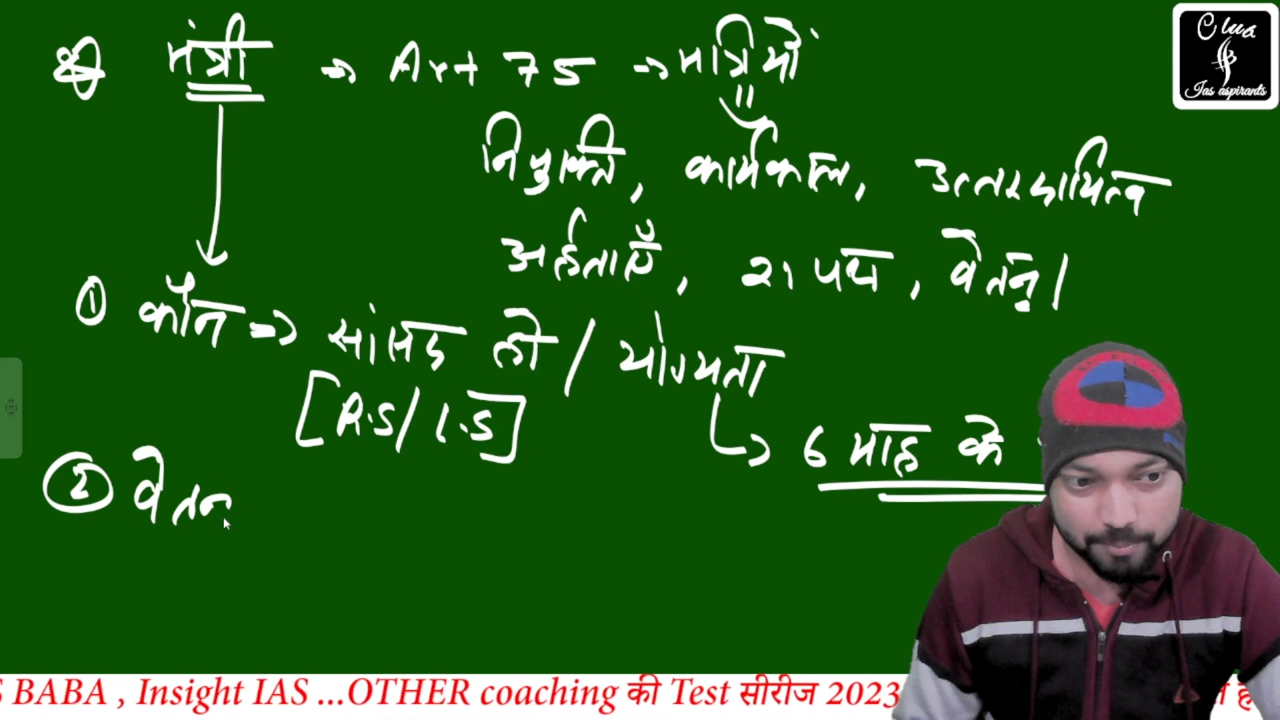 मंत्री → Art 75 → मंत्रियों
नियुक्ति, कार्यकाल, उत्तरदायित्व
अर्हताएँ, शपथ, वेतन।
① कौन ⇒ सांसद हो / योग्यता
[R.S/L.S]
↳ 6 माह के
② वेतन
Clua
Ias aspirants
BABA , Insight IAS ...OTHER coaching की Test सीरीज 2023